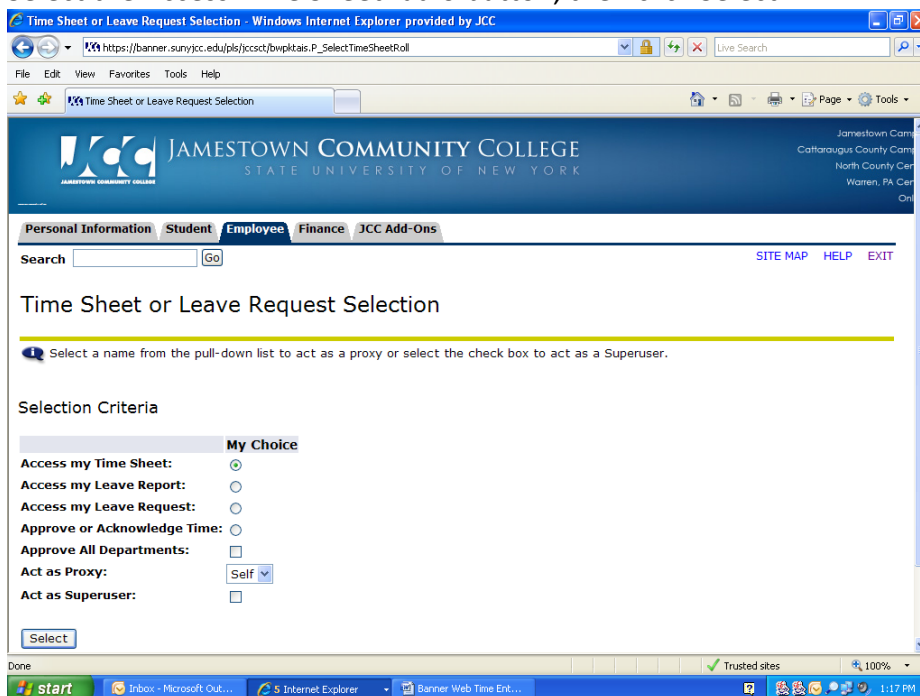 Time Sheet or Leave Request Selection - Windows Internet Explorer provided by JCC
https://banner.sunyjcc.edu/pls/jccsct/bwpktais.P_SelectTimeSheetRoll
Live Search
File Edit View Favorites Tools Help
Time Sheet or Leave Request Selection
Page Tools
JCC JAMESTOWN COMMUNITY COLLEGE
STATE UNIVERSITY OF NEW YORK
JAMESTOWN COMMUNITY COLLEGE
Jamestown Camp
Cattaraugus County Camp
North County Cen
Warren, PA Cen
Onl
Personal Information Student Employee Finance JCC Add-Ons
Search Go
SITE MAP HELP EXIT
Time Sheet or Leave Request Selection
Select a name from the pull-down list to act as a proxy or select the check box to act as a Superuser.
Selection Criteria
My Choice
Access my Time Sheet:
Access my Leave Report:
Access my Leave Request:
Approve or Acknowledge Time:
Approve All Departments:
Act as Proxy: Self
Act as Superuser:
Select
Done Trusted sites 100%
start Inbox - Microsoft Out... 5 Internet Explorer Banner Web Time Ent... 1:17 PM